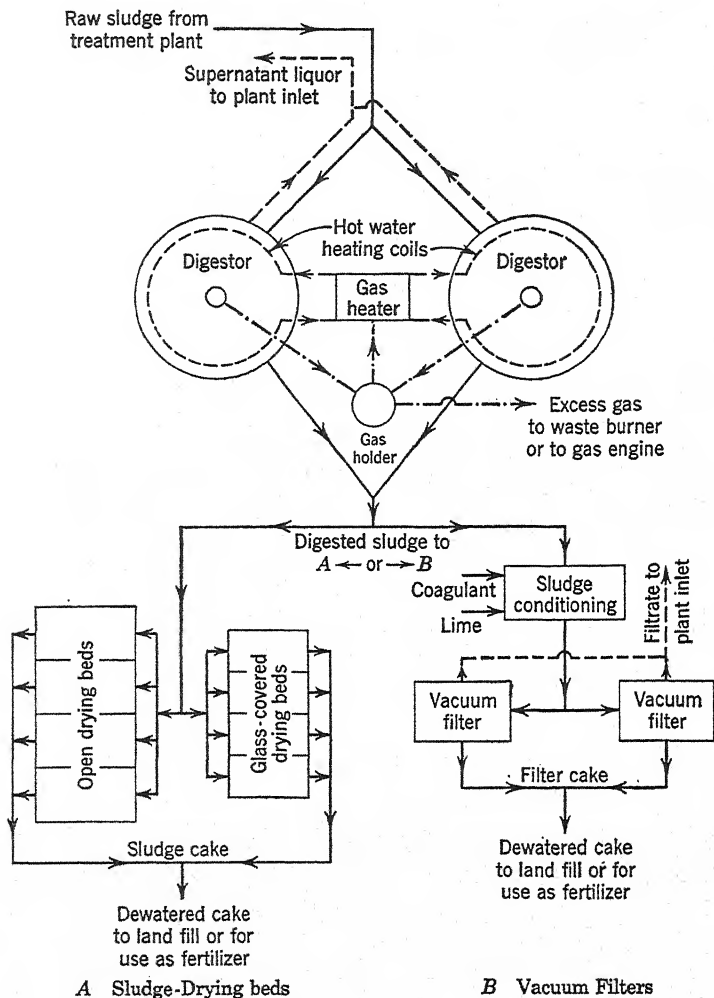 Raw sludge from
treatment plant
Supernatant liquor
to plant inlet
Hot water
heating coils
Digestor
Digestor
Gas
heater
Gas
holder
Excess gas
to waste burner
or to gas engine
Digested sludge to
A ← or → B
Coagulant
Lime
Sludge
conditioning
Filtrate to
plant inlet
Open drying beds
Glass-covered
drying beds
Vacuum
filter
Vacuum
filter
Filter cake
Sludge cake
Dewatered cake
to land fill or for
use as fertilizer
Dewatered cake
to land fill or for
use as fertilizer
A Sludge-Drying beds
B Vacuum Filters